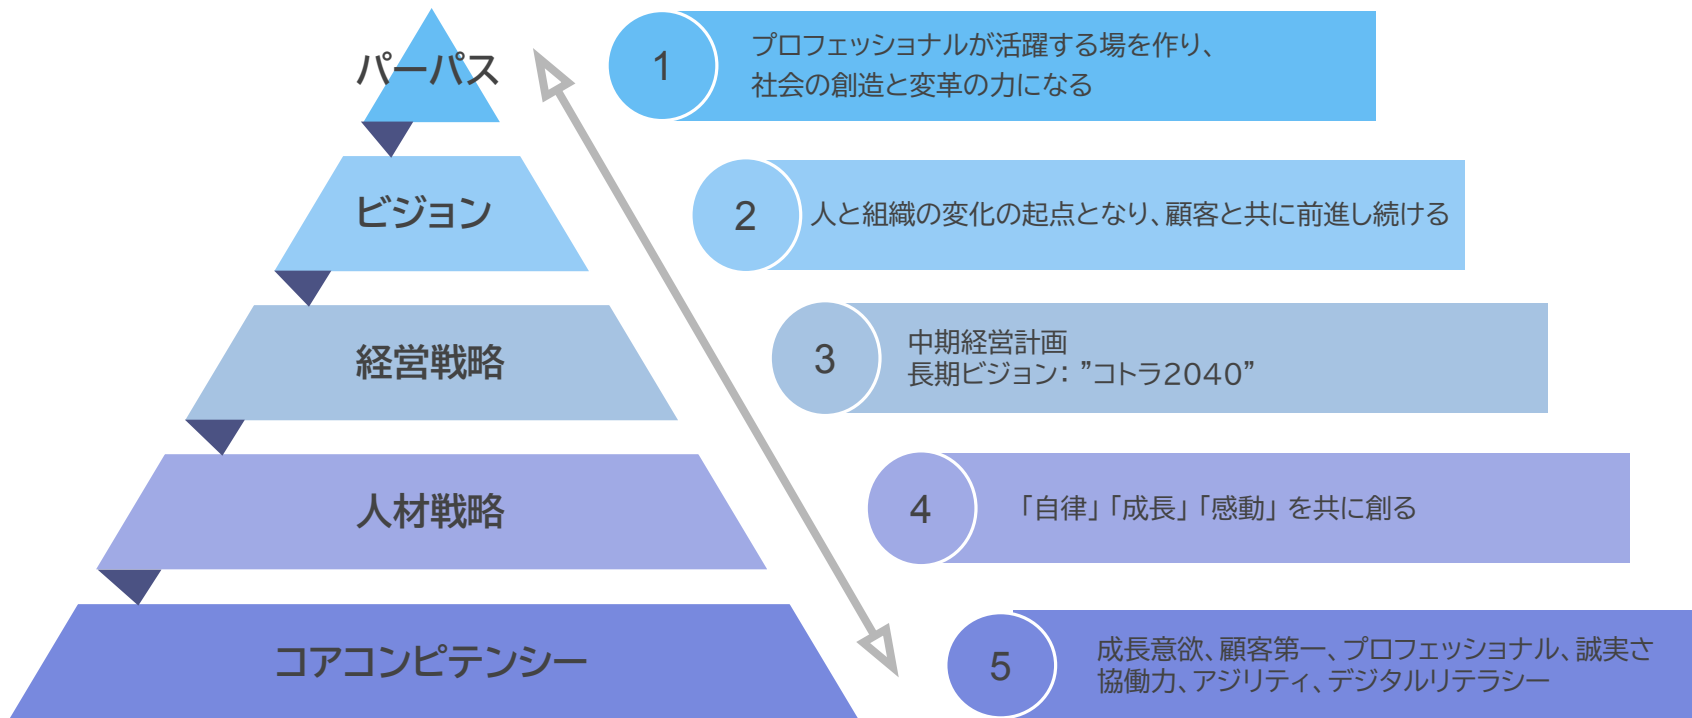 パーパス
1
プロフェッショナルが活躍する場を作り、
社会の創造と変革の力になる
ビジョン
2
人と組織の変化の起点となり、顧客と共に前進し続ける
経営戦略
3
中期経営計画
長期ビジョン： ”コトラ2040”
人材戦略
4
「自律」「成長」「感動」を共に創る
コアコンピテンシー
5
成長意欲、顧客第一、プロフェッショナル、誠実さ
協働力、アジリティ、デジタルリテラシー